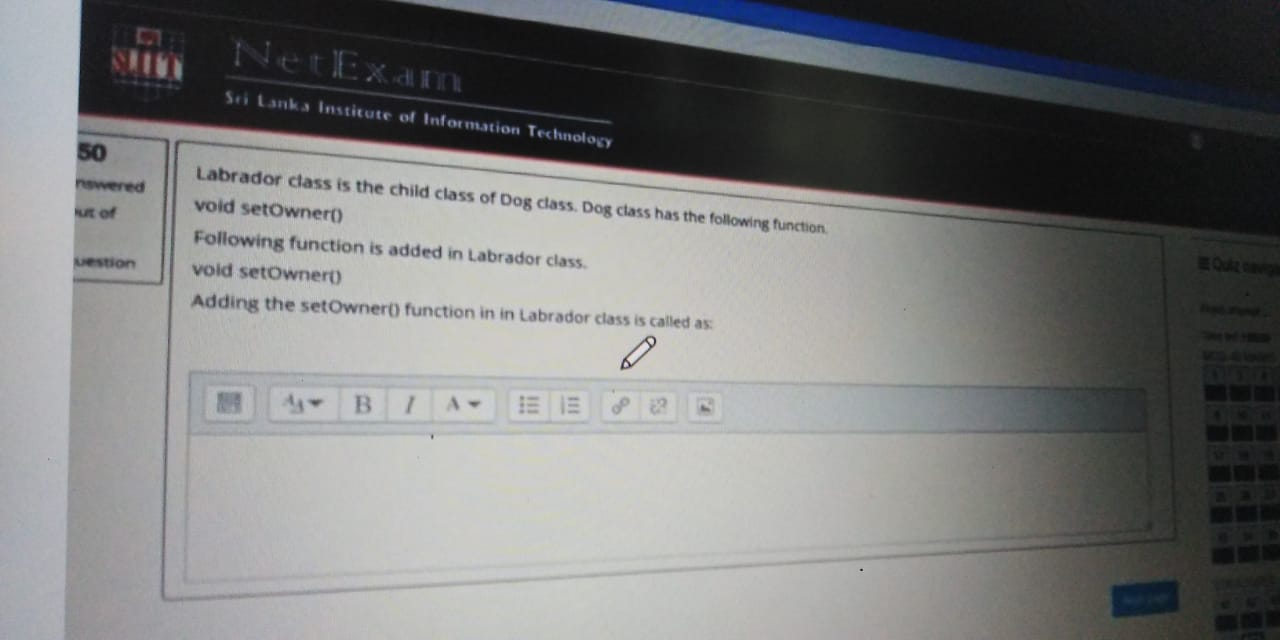 SLIIT
NetExam
Sri Lanka Institute of Information Technology
50
nswered
out of
uestion
Labrador class is the child class of Dog class. Dog class has the following function.
void setOwner()
Following function is added in Labrador class.
void setOwner()
Adding the setOwner() function in in Labrador class is called as:
B I A
Quiz navig